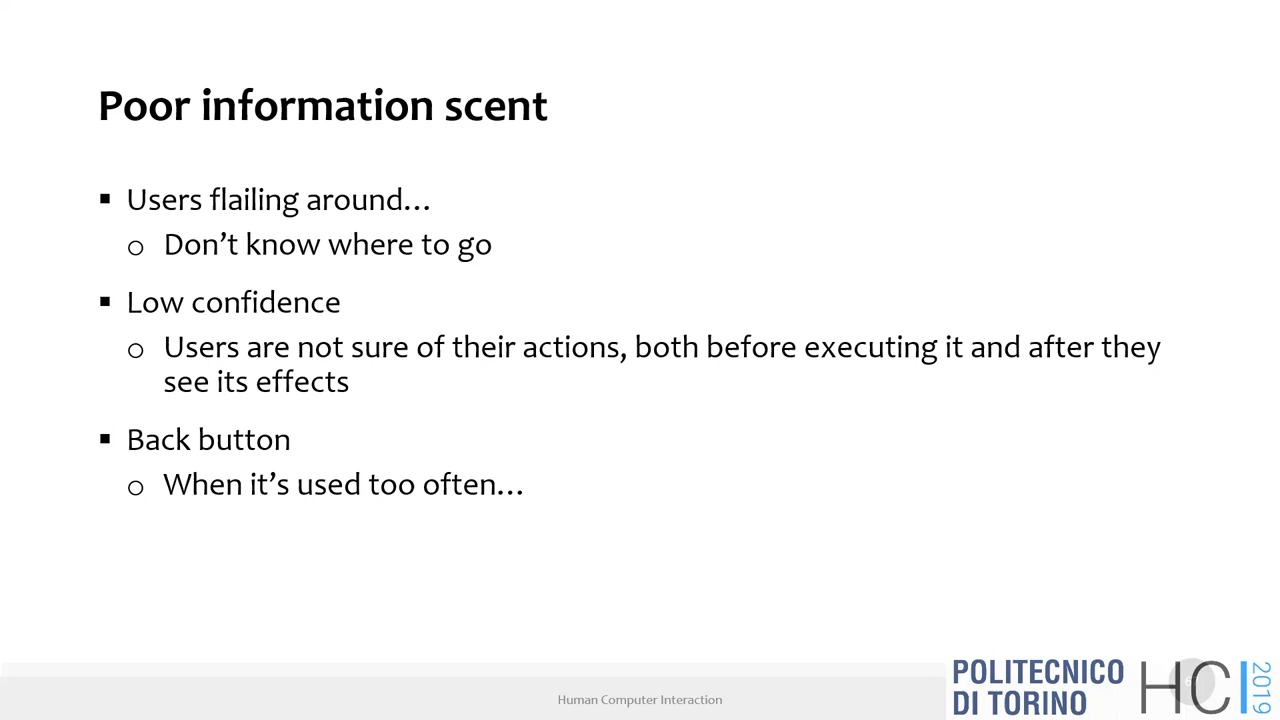 Poor information scent
▪ Users flailing around…
o Don’t know where to go
▪ Low confidence
o Users are not sure of their actions, both before executing it and after they
see its effects
▪ Back button
o When it’s used too often…
Human Computer Interaction
POLITECNICO
DI TORINO
HCI
2019